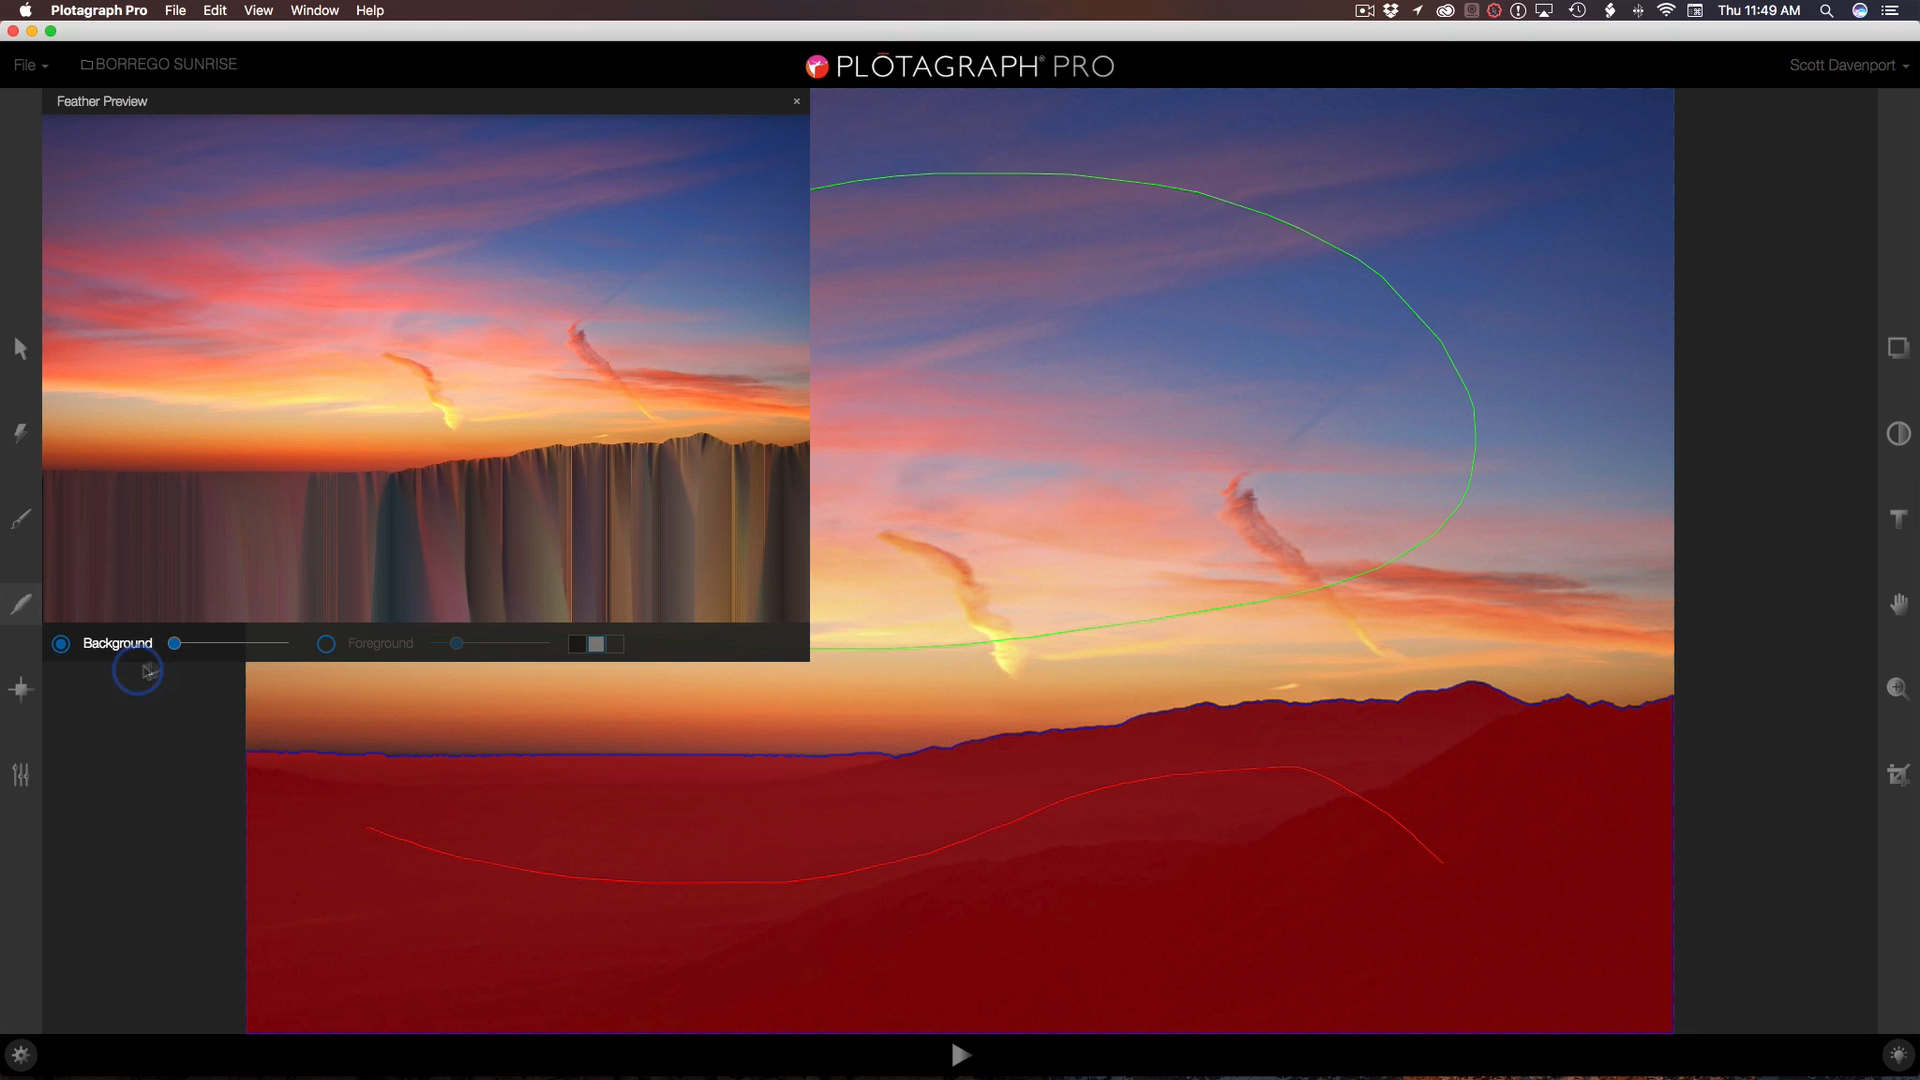 Plotagraph Pro File Edit View Window Help Thu 11:49 AM
File BORREGO SUNRISE PLŌTAGRAPH® PRO Scott Davenport
Feather Preview ×
Background Foreground
T